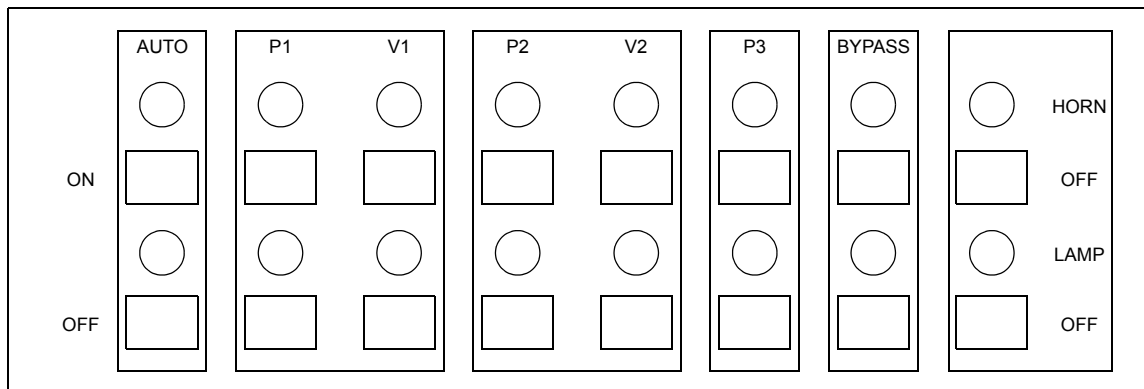 AUTO P1 V1 P2 V2 P3 BYPASS
HORN
ON OFF
LAMP
OFF OFF